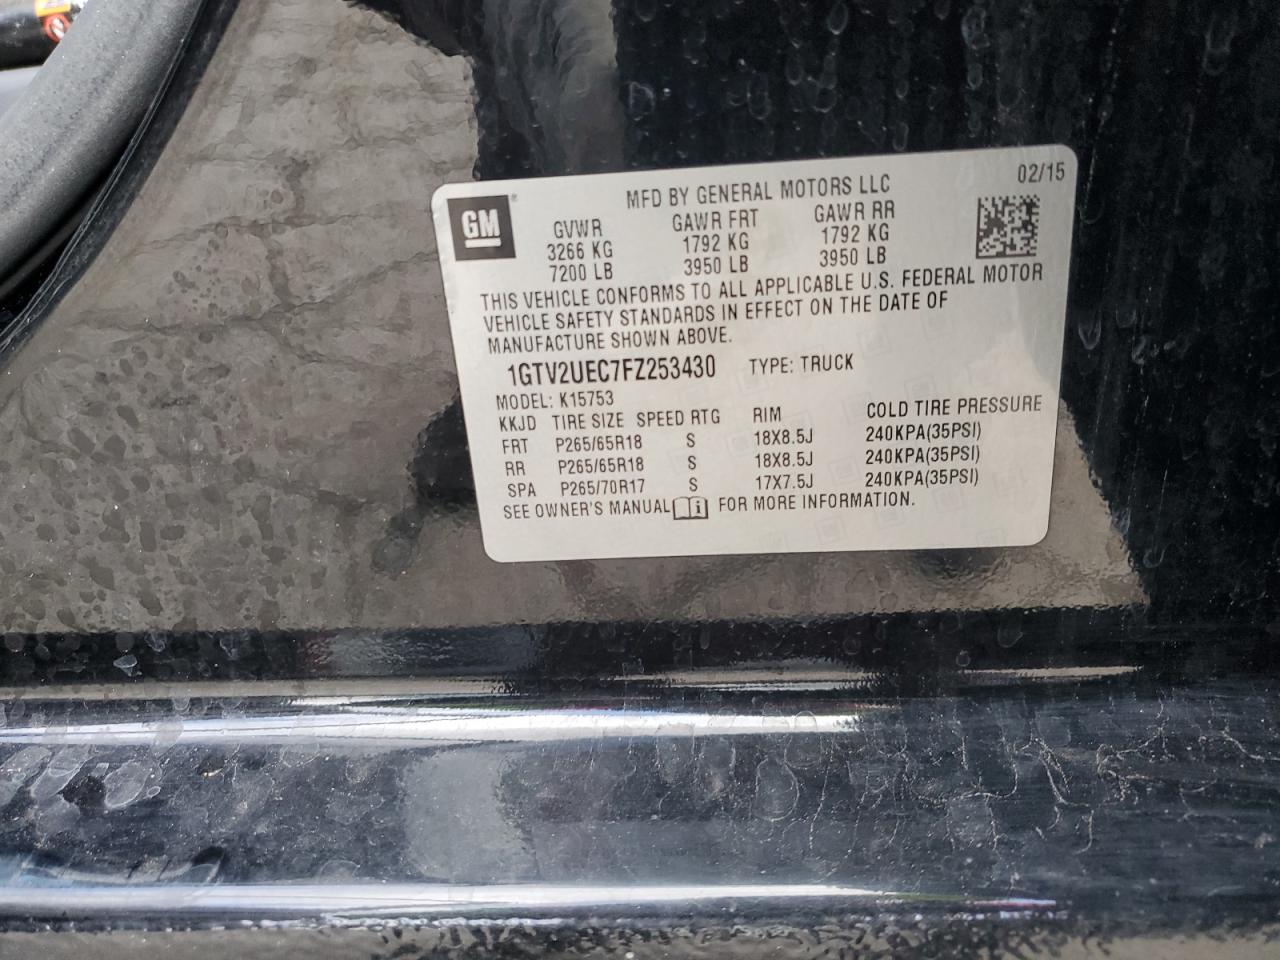 02/15
GM
MFD BY GENERAL MOTORS LLC
GVWR GAWR FRT GAWR RR
3266 KG 1792 KG 1792 KG
7200 LB 3950 LB 3950 LB
THIS VEHICLE CONFORMS TO ALL APPLICABLE U.S. FEDERAL MOTOR
VEHICLE SAFETY STANDARDS IN EFFECT ON THE DATE OF
MANUFACTURE SHOWN ABOVE.
1GTV2UEC7FZ253430 TYPE: TRUCK
MODEL: K15753
KKJD TIRE SIZE SPEED RTG RIM COLD TIRE PRESSURE
FRT P265/65R18 S 18X8.5J 240KPA(35PSI)
RR P265/65R18 S 18X8.5J 240KPA(35PSI)
SPA P265/70R17 S 17X7.5J 240KPA(35PSI)
SEE OWNER'S MANUAL i FOR MORE INFORMATION.